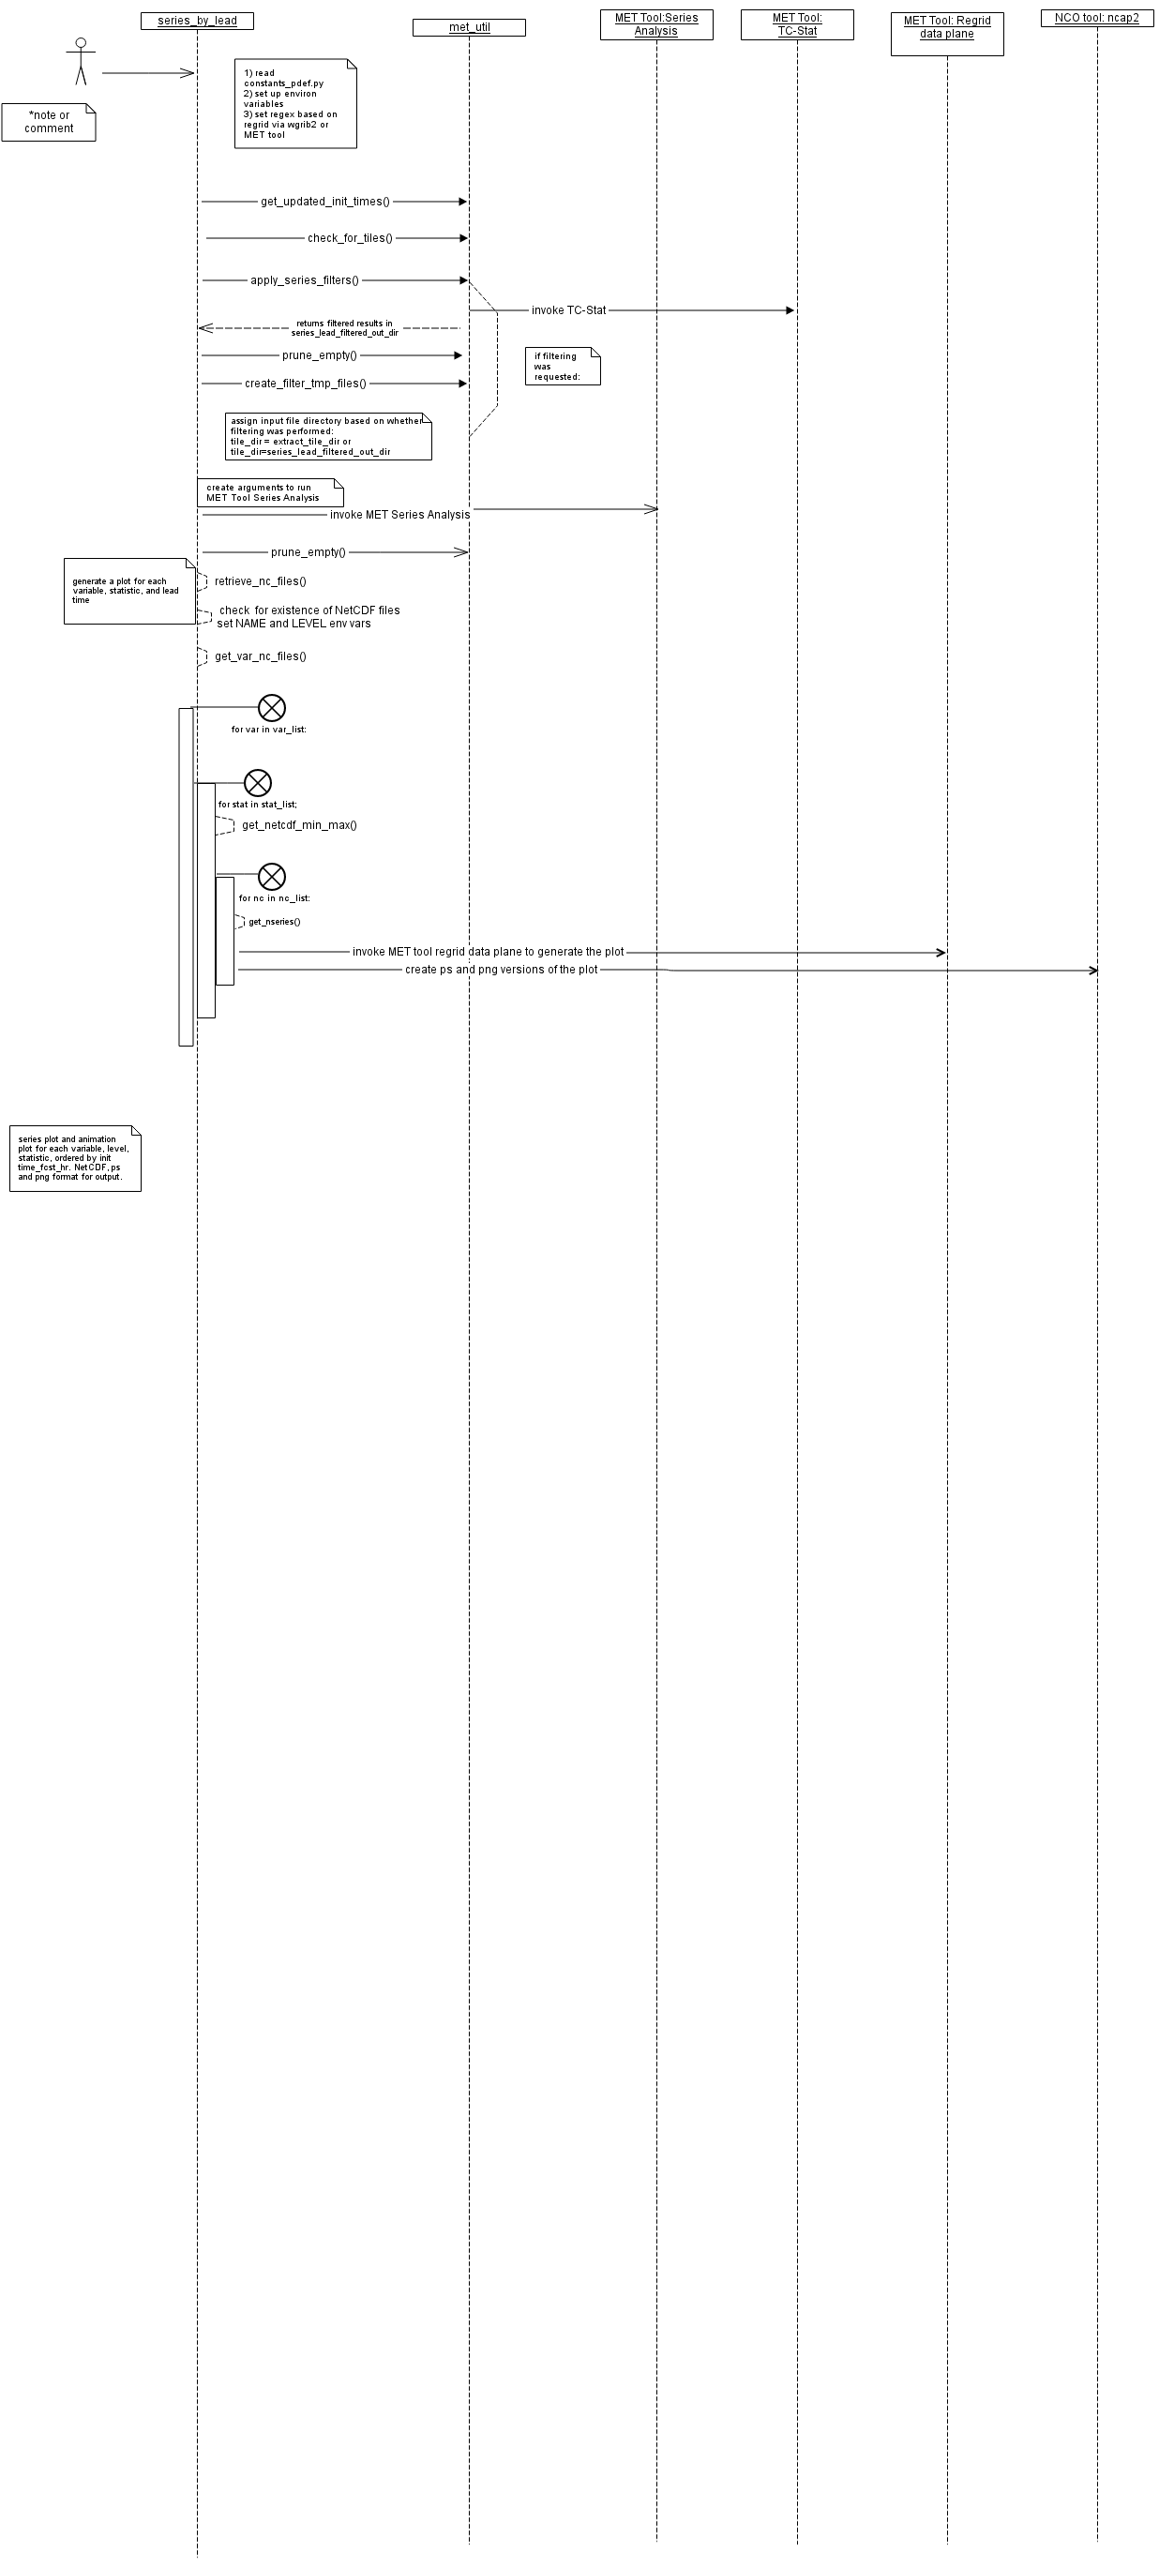 series_by_lead
met_util
MET Tool:Series
Analysis
MET Tool:
TC-Stat
MET Tool: Regrid
data plane
NCO tool: ncap2
*note or
comment
1) read
constants_pdef.py
2) set up environ
variables
3) set regex based on
regrid via wgrib2 or
MET tool
get_updated_init_times()
check_for_tiles()
apply_series_filters()
invoke TC-Stat
returns filtered results in
series_lead_filtered_out_dir
prune_empty()
if filtering
was
requested:
create_filter_tmp_files()
assign input file directory based on whether
filtering was performed:
tile_dir = extract_tile_dir or
tile_dir=series_lead_filtered_out_dir
create arguments to run
MET Tool Series Analysis
invoke MET Series Analysis
prune_empty()
generate a plot for each
variable, statistic, and lead
time
retrieve_nc_files()
check for existence of NetCDF files
set NAME and LEVEL env vars
get_var_nc_files()
for var in var_list:
for stat in stat_list;
get_netcdf_min_max()
for nc in nc_list:
get_nseries()
invoke MET tool regrid data plane to generate the plot
create ps and png versions of the plot
series plot and animation
plot for each variable, level,
statistic, ordered by init
time_fcst_hr. NetCDF, ps
and png format for output.